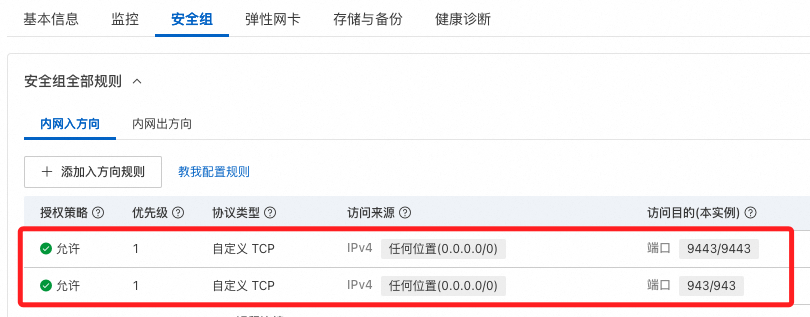 基本信息 监控 安全组 弹性网卡 存储与备份 健康诊断
安全组全部规则
内网入方向 内网出方向
+ 添加入方向规则 教我配置规则
授权策略 优先级 协议类型 访问来源 访问目的(本实例)
允许 1 自定义 TCP IPv4 任何位置(0.0.0.0/0) 端口 9443/9443
允许 1 自定义 TCP IPv4 任何位置(0.0.0.0/0) 端口 943/943